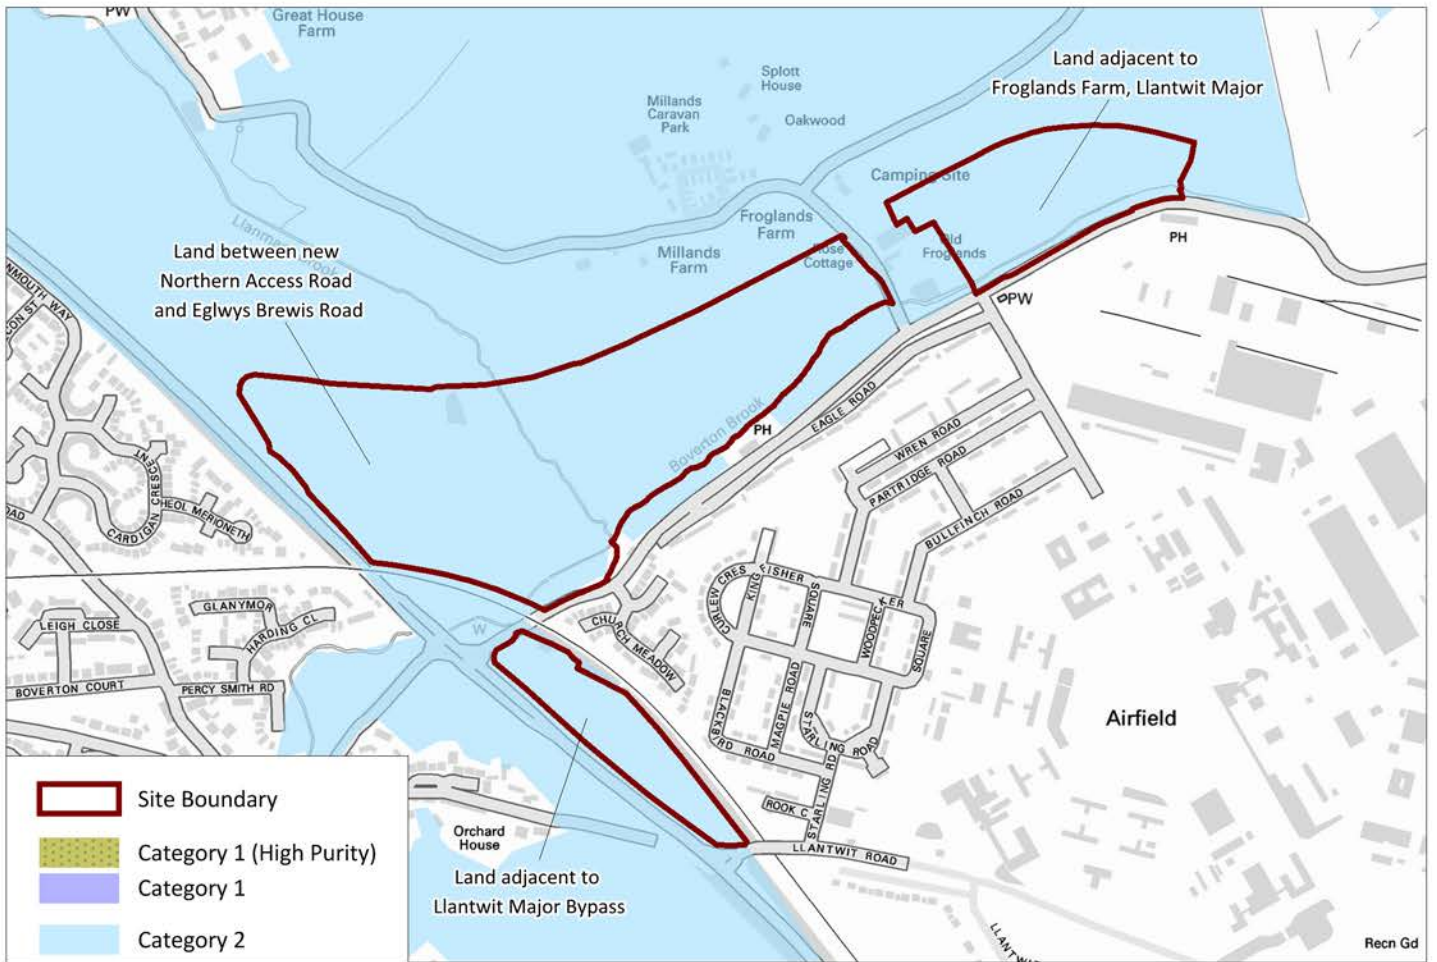 PW
Great House
Farm
Splott
House
Land adjacent to
Froglands Farm, Llantwit Major
Millands
Caravan
Park
Oakwood
Camping Site
Froglands
Farm
Millands
Farm
Rose
Cottage
Old
Froglands
PH
PW
Land between new
Northern Access Road
and Eglwys Brewis Road
Boverton Brook
PH
EAGLE ROAD
WREN ROAD
PARTRIDGE ROAD
BULLFINCH ROAD
CARDIGAN CRESCENT
HEOL MERIONETH
GLANYMOR
LEIGH CLOSE
HARDING CL
BOVERTON COURT
PERCY SMITH RD
W
CHURCH MEADOW
CURLEW CRES
KINGFISHER SQUARE
WOODPECKER SQUARE
BLACKBIRD ROAD
MAGPIE ROAD
STARLING ROAD
STARLING RD
ROOK C
LLANTWIT ROAD
Airfield
Orchard
House
Land adjacent to
Llantwit Major Bypass
Recn Gd
Site Boundary
Category 1 (High Purity)
Category 1
Category 2